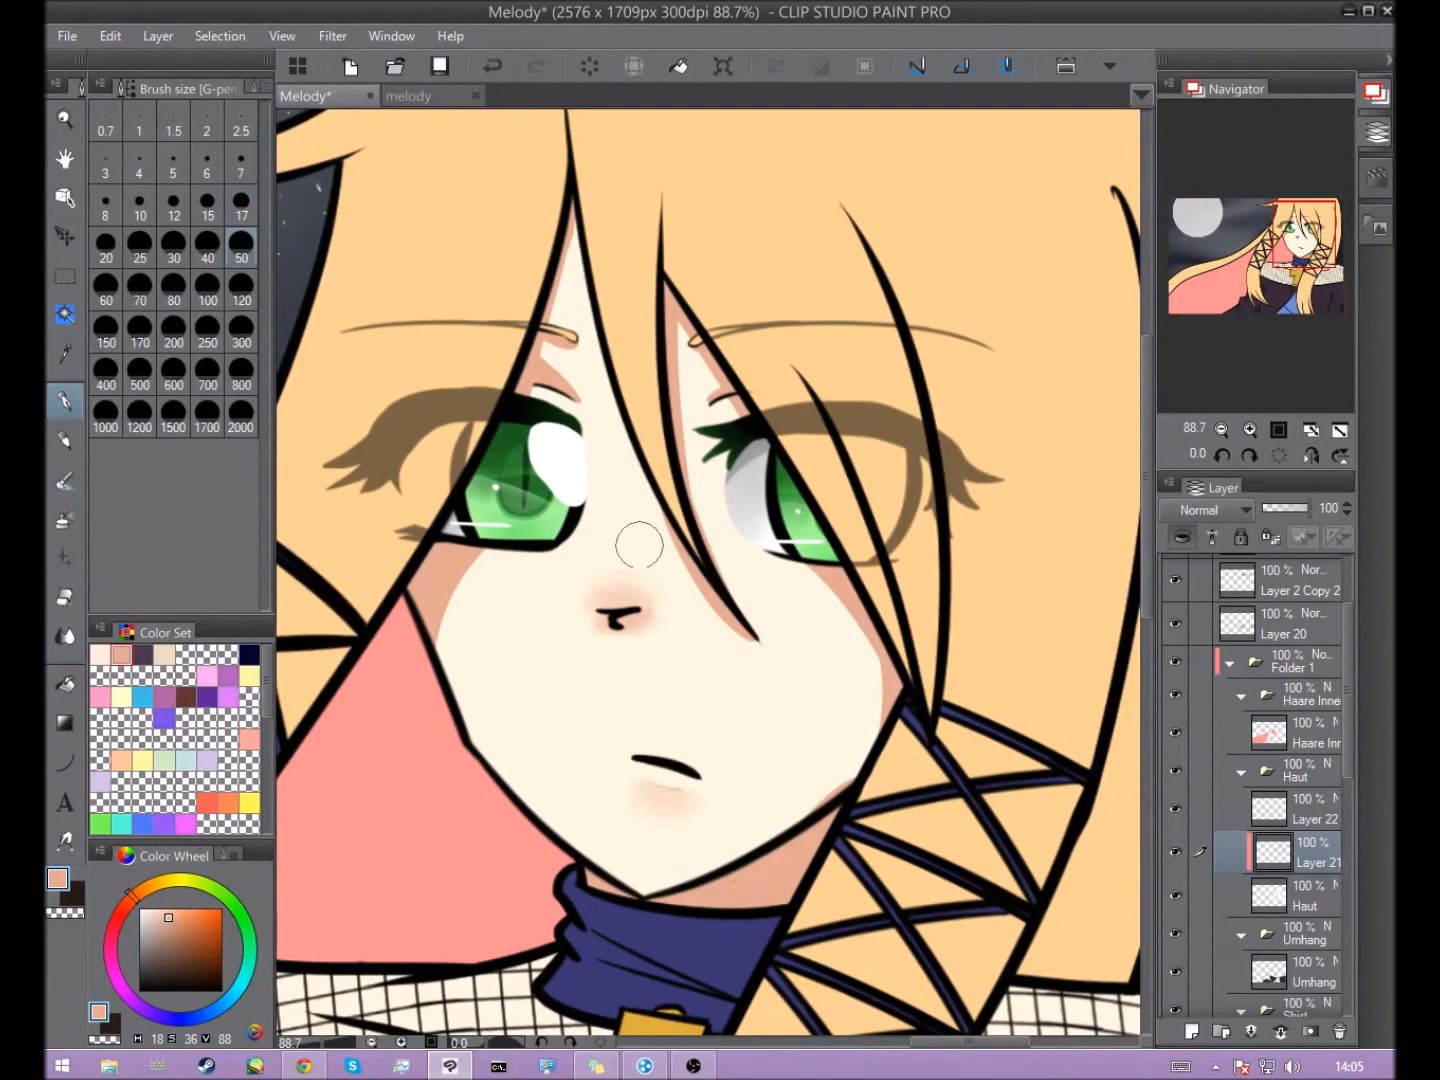 Melody* (2576 x 1709px 300dpi 88.7%)  - CLIP STUDIO PAINT PRO
File Edit Layer Selection View Filter Window Help
Brush size [G-pen
Melody* melody
Navigator
0.7 1 1.5 2 2.5
3 4 5 6 7
8 10 12 15 17
20 25 30 40 50
60 70 80 100 120
150 170 200 250 300
400 500 600 700 800
1000 1200 1500 1700 2000
88.7
0.0
Layer
Normal 100
100 % Nor...
Layer 2 Copy 2
100 % Nor...
Layer 20
100 % No...
Folder 1
100 % N
Haare Inne
100 % N
Haare Inr
100 % N
Haut
100 % N
Layer 22
100 %
Layer 21
100 % N
Haut
100 % N
Umhang
100 % N
Umhang
100 % N
Shirt
Color Set
A
Color Wheel
H 18 S 36 V 88
88.7 0.0
14:05